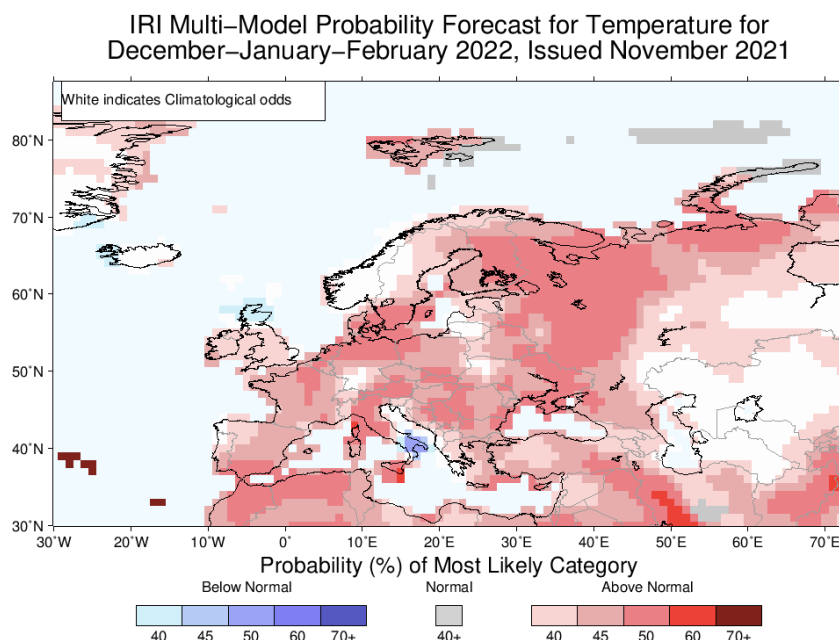 IRI Multi−Model Probability Forecast for Temperature for
December−January−February 2022, Issued November 2021
White indicates Climatological odds
80˚N
70˚N
60˚N
50˚N
40˚N
30˚N
30˚W 20˚W 10˚W 0˚ 10˚E 20˚E 30˚E 40˚E 50˚E 60˚E 70˚E
Probability (%) of Most Likely Category
Below Normal Normal Above Normal
40 45 50 60 70+ 40+ 40 45 50 60 70+